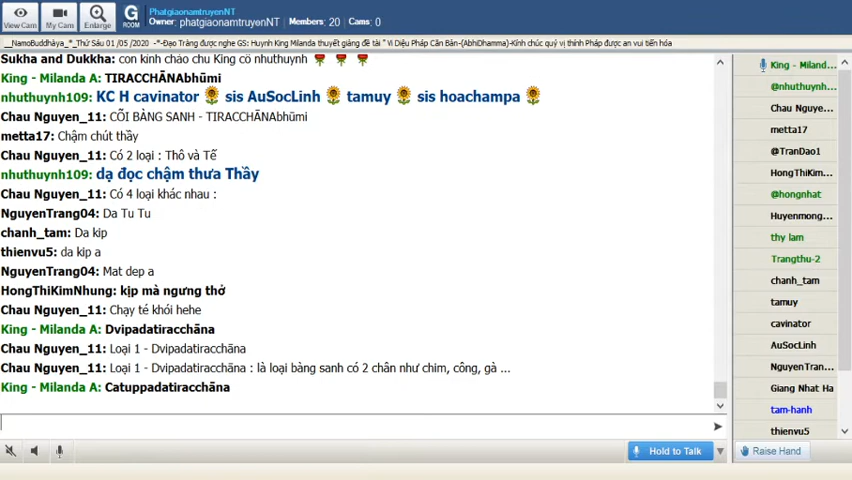 View Cam
My Cam
Enlarge
G
ROOM
PhatgiaonamtruyenNT
Owner: phatgiaonamtruyenNT Members: 20 Cams: 0
__NamoBuddhàya_*_Thứ Sáu 01 /05 /2020 -*-Đạo Tràng được nghe GS: Huynh King Milanda thuyết giảng đề tài " Vi Diệu Pháp Căn Bản-(AbhiDhamma)-Kính chúc quý vị thính Pháp được an vui tiến hóa
Sukha and Dukkha: con kính chào chu King cô nhuthuynh
King - Milanda A: TIRACCHĀNAbhūmi
nhuthuynh109: KC H cavinator sis AuSocLinh tamuy sis hoachampa
Chau Nguyen_11: CÕI BÀNG SANH - TIRACCHĀNAbhūmi
metta17: Chậm chút thầy
Chau Nguyen_11: Có 2 loại : Thô và Tế
nhuthuynh109: dạ đọc chậm thưa Thầy
Chau Nguyen_11: Có 4 loại khác nhau :
NguyenTrang04: Da Tu Tu
chanh_tam: Da kip
thienvu5: da kip a
NguyenTrang04: Mat dep a
HongThiKimNhung: kịp mà ngưng thở
Chau Nguyen_11: Chạy té khói hehe
King - Milanda A: Dvipadatiracchāna
Chau Nguyen_11: Loại 1 - Dvipadatiracchāna
Chau Nguyen_11: Loại 1 - Dvipadatiracchāna : là loại bàng sanh có 2 chân như chim, công, gà ...
King - Milanda A: Catuppadatiracchāna
King - Miland...
@nhuthuynh...
Chau Nguye...
metta17
@TranDao1
HongThiKim...
@hongnhat
Huyenmong...
thy lam
Trangthu-2
chanh_tam
tamuy
cavinator
AuSocLinh
NguyenTran...
Giang Nhat Ha
tam-hanh
thienvu5
Hold to Talk
Raise Hand